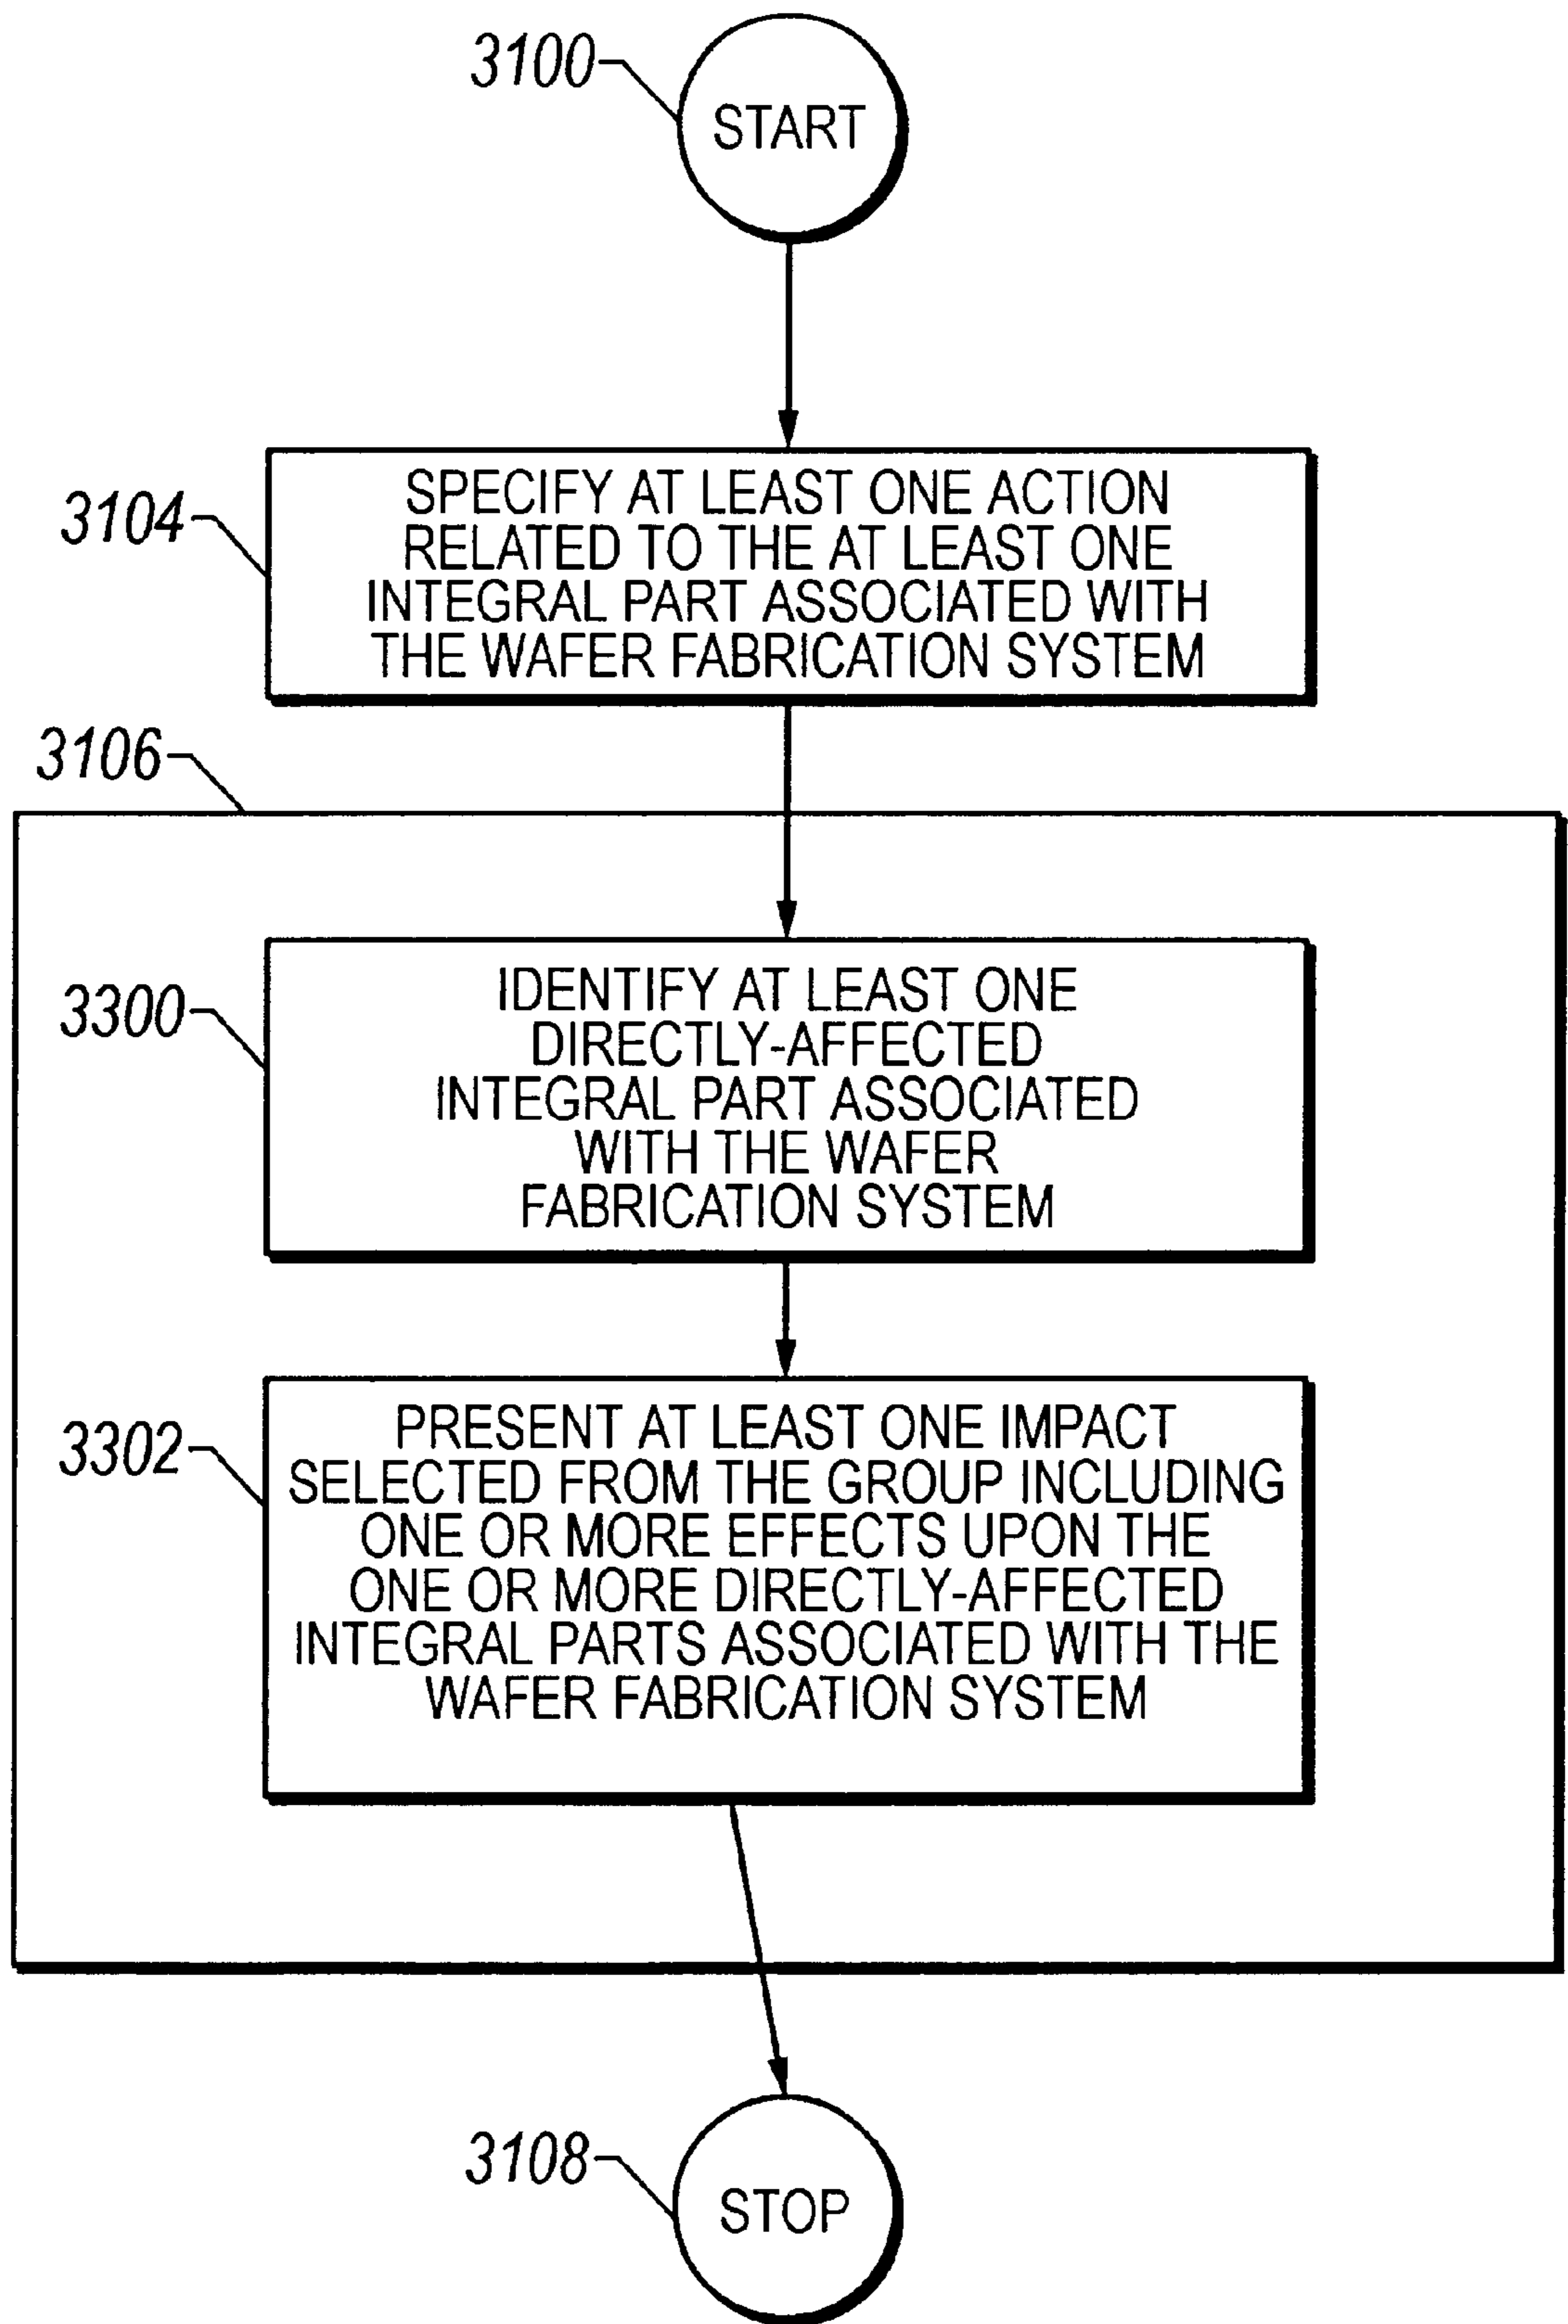 3100
START
3104
SPECIFY AT LEAST ONE ACTION
RELATED TO THE AT LEAST ONE
INTEGRAL PART ASSOCIATED WITH
THE WAFER FABRICATION SYSTEM
3106
3300
IDENTIFY AT LEAST ONE
DIRECTLY-AFFECTED
INTEGRAL PART ASSOCIATED
WITH THE WAFER
FABRICATION SYSTEM
3302
PRESENT AT LEAST ONE IMPACT
SELECTED FROM THE GROUP INCLUDING
ONE OR MORE EFFECTS UPON THE
ONE OR MORE DIRECTLY-AFFECTED
INTEGRAL PARTS ASSOCIATED WITH THE
WAFER FABRICATION SYSTEM
3108
STOP